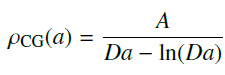 ρCG(a) = A / (Da − ln(Da))